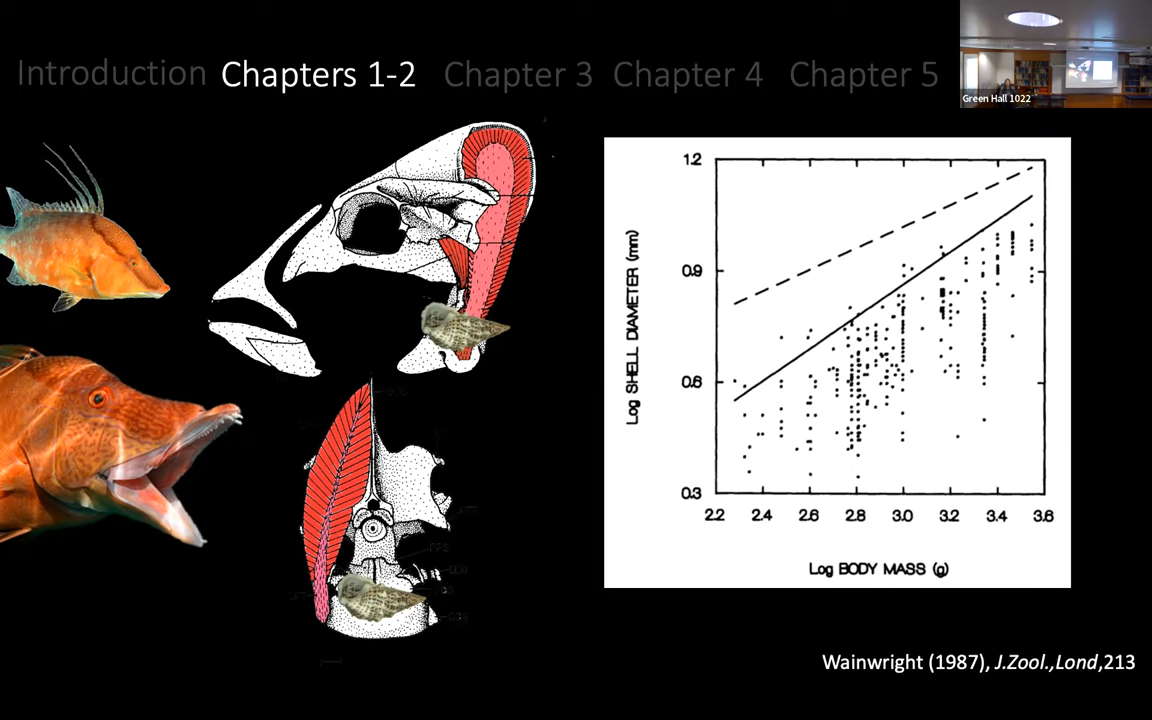 Introduction Chapters 1-2 Chapter 3 Chapter 4 Chapter 5
Green Hall 1022
1.2
0.9
0.6
0.3
Log SHELL DIAMETER (mm)
2.2 2.4 2.6 2.8 3.0 3.2 3.4 3.6
Log BODY MASS (g)
Wainwright (1987), J.Zool.,Lond,213